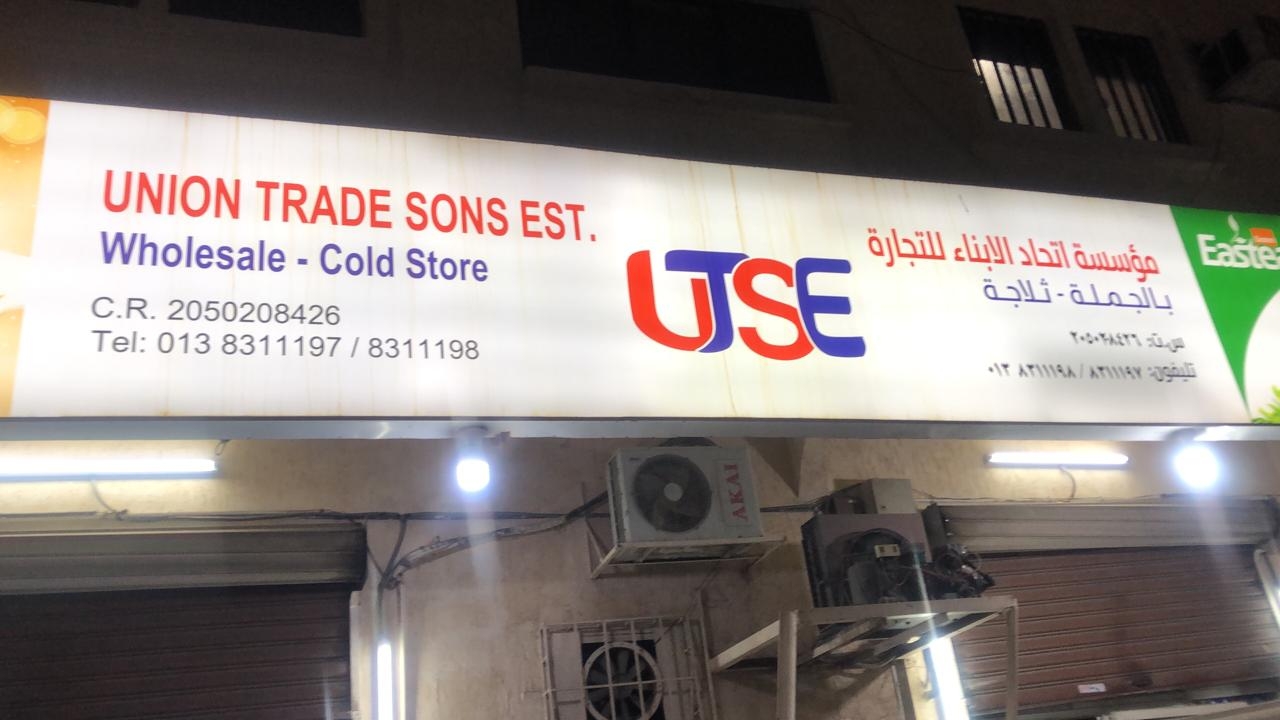 UNION TRADE SONS EST.
Wholesale - Cold Store
C.R. 2050208426
Tel: 013 8311197 / 8311198
UTSE
مؤسسة اتحاد الابناء للتجارة
بالجملة - ثلاجة
س.ت: ٢٠٥٠٢٠٨٤٢٦
تليفون: ٨٣١١١٩٧ / ٨٣١١١٩٨ ٠١٣
AKAI